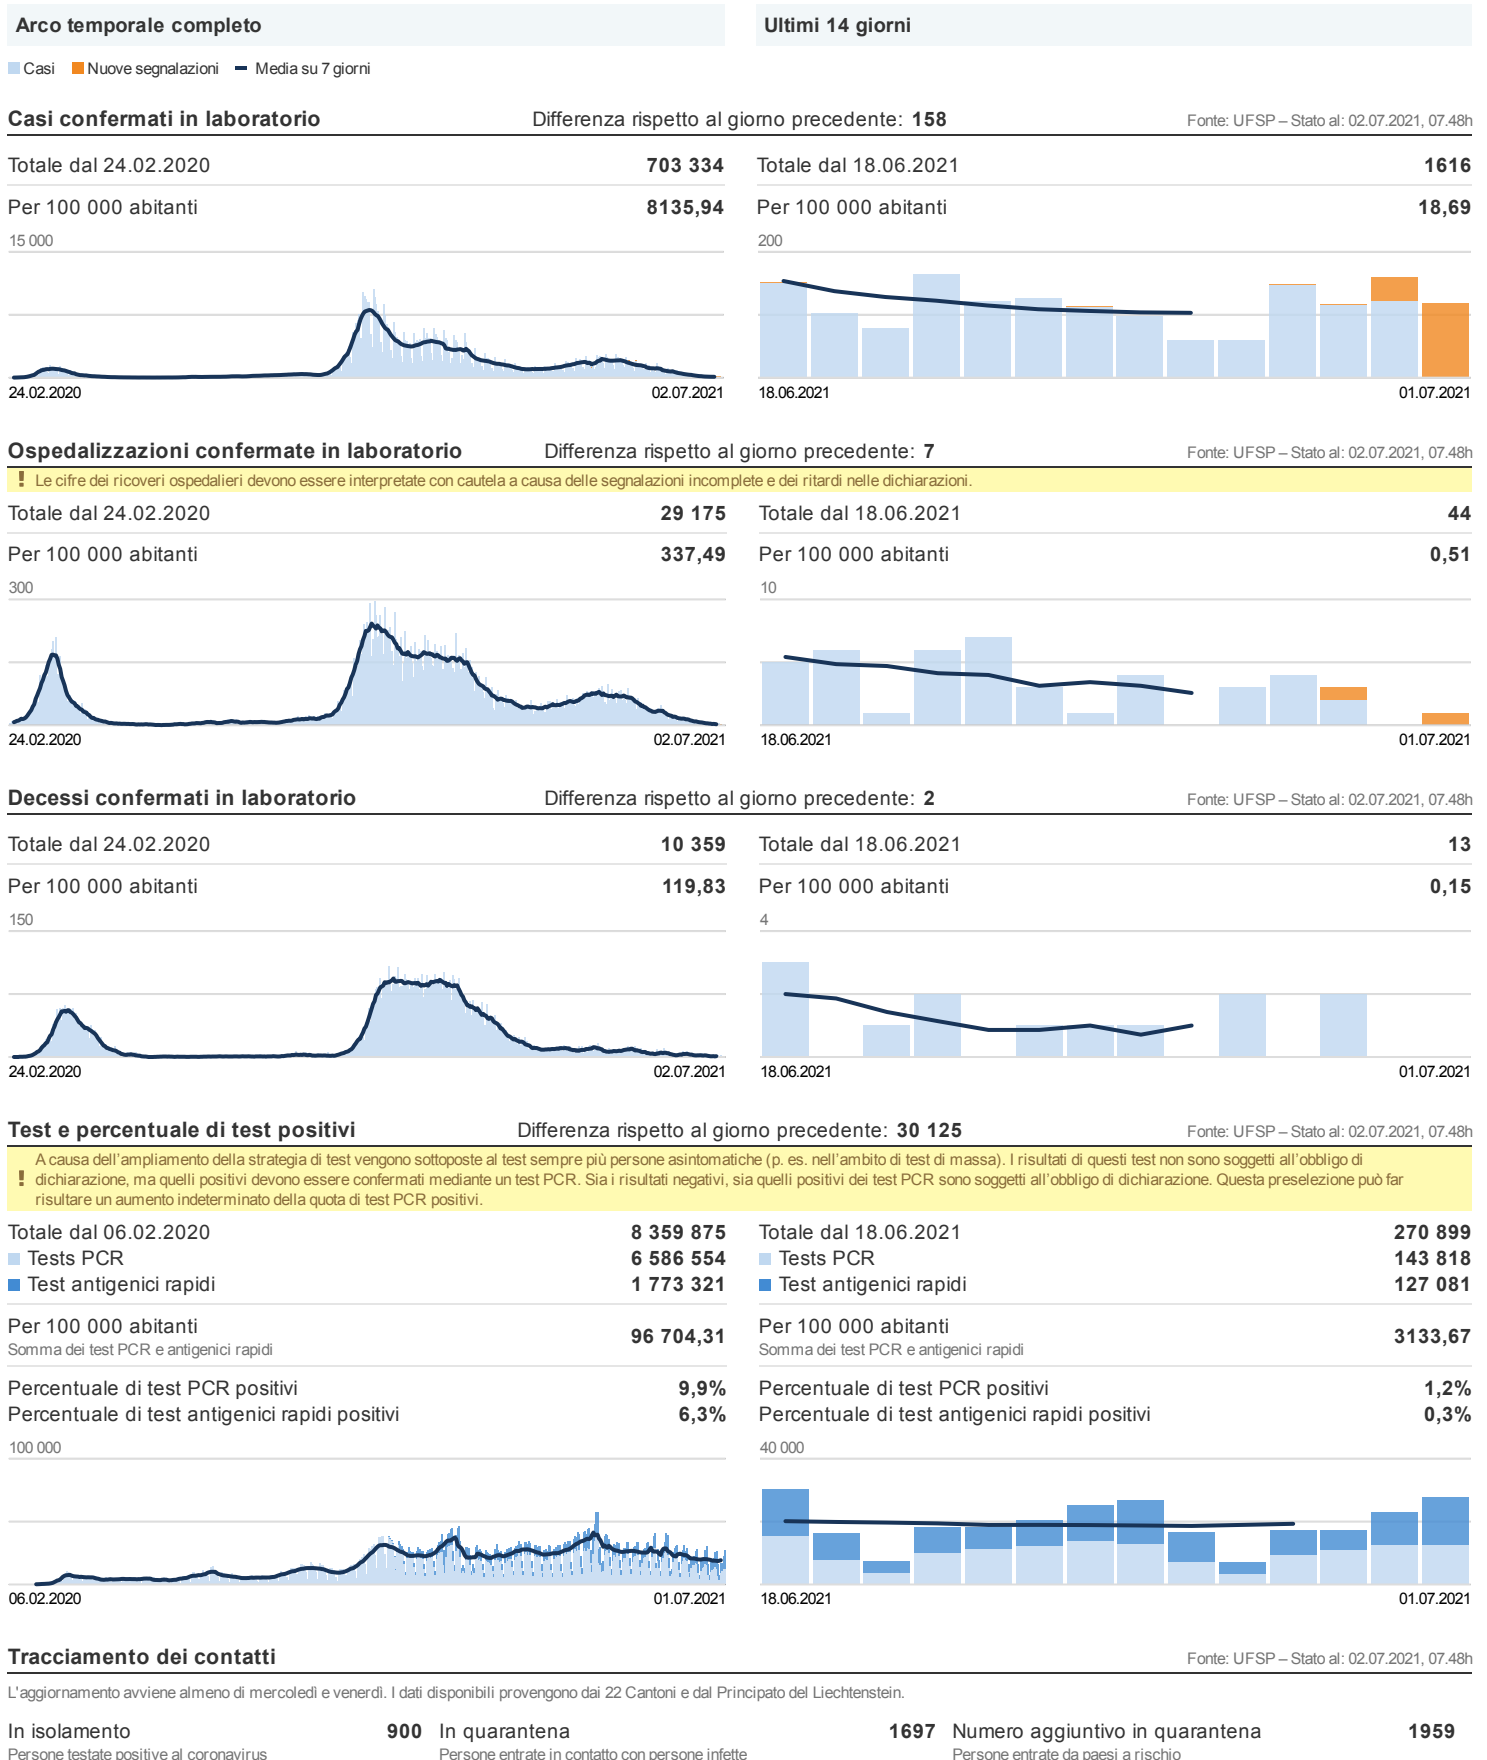 Arco temporale completo
Ultimi 14 giorni
Casi Nuove segnalazioni Media su 7 giorni
Casi confermati in laboratorio Differenza rispetto al giorno precedente: 158 Fonte: UFSP – Stato al: 02.07.2021, 07.48h
Totale dal 24.02.2020 703 334
Per 100 000 abitanti 8135,94
15 000
24.02.2020 02.07.2021
Totale dal 18.06.2021 1616
Per 100 000 abitanti 18,69
200
18.06.2021 01.07.2021
Ospedalizzazioni confermate in laboratorio Differenza rispetto al giorno precedente: 7 Fonte: UFSP – Stato al: 02.07.2021, 07.48h
! Le cifre dei ricoveri ospedalieri devono essere interpretate con cautela a causa delle segnalazioni incomplete e dei ritardi nelle dichiarazioni.
Totale dal 24.02.2020 29 175
Per 100 000 abitanti 337,49
300
24.02.2020 02.07.2021
Totale dal 18.06.2021 44
Per 100 000 abitanti 0,51
10
18.06.2021 01.07.2021
Decessi confermati in laboratorio Differenza rispetto al giorno precedente: 2 Fonte: UFSP – Stato al: 02.07.2021, 07.48h
Totale dal 24.02.2020 10 359
Per 100 000 abitanti 119,83
150
24.02.2020 02.07.2021
Totale dal 18.06.2021 13
Per 100 000 abitanti 0,15
4
18.06.2021 01.07.2021
Test e percentuale di test positivi Differenza rispetto al giorno precedente: 30 125 Fonte: UFSP – Stato al: 02.07.2021, 07.48h
A causa dell'ampliamento della strategia di test vengono sottoposte al test sempre più persone asintomatiche (p. es. nell'ambito di test di massa). I risultati di questi test non sono soggetti all'obbligo di
! dichiarazione, ma quelli positivi devono essere confermati mediante un test PCR. Sia i risultati negativi, sia quelli positivi dei test PCR sono soggetti all'obbligo di dichiarazione. Questa preselezione può far
risultare un aumento indeterminato della quota di test PCR positivi.
Totale dal 06.02.2020 8 359 875
Tests PCR 6 586 554
Test antigenici rapidi 1 773 321
Per 100 000 abitanti 96 704,31
Somma dei test PCR e antigenici rapidi
Percentuale di test PCR positivi 9,9%
Percentuale di test antigenici rapidi positivi 6,3%
100 000
06.02.2020 01.07.2021
Totale dal 18.06.2021 270 899
Tests PCR 143 818
Test antigenici rapidi 127 081
Per 100 000 abitanti 3133,67
Somma dei test PCR e antigenici rapidi
Percentuale di test PCR positivi 1,2%
Percentuale di test antigenici rapidi positivi 0,3%
40 000
18.06.2021 01.07.2021
Tracciamento dei contatti Fonte: UFSP – Stato al: 02.07.2021, 07.48h
L'aggiornamento avviene almeno di mercoledì e venerdì. I dati disponibili provengono dai 22 Cantoni e dal Principato del Liechtenstein.
In isolamento 900
Persone testate positive al coronavirus
In quarantena 1697
Persone entrate in contatto con persone infette
Numero aggiuntivo in quarantena 1959
Persone entrate da paesi a rischio